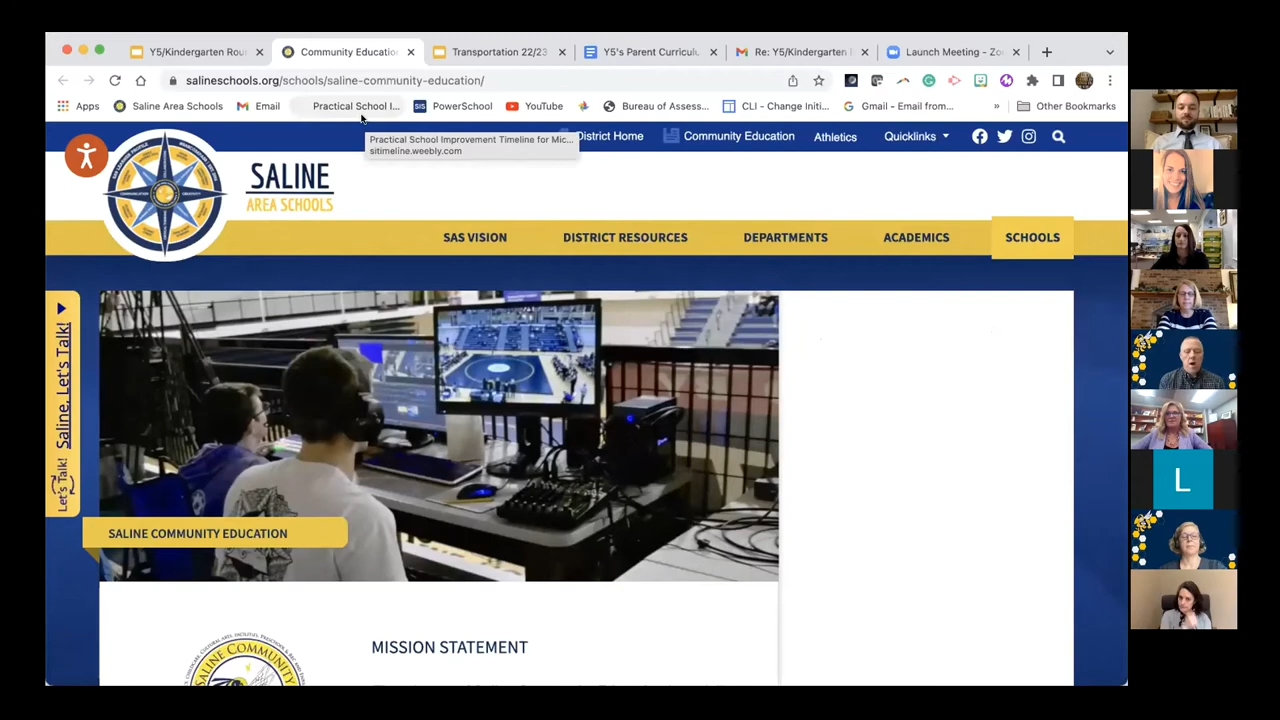 Y5/Kindergarten Rou
Community Educatio
Transportation 22/23
Y5's Parent Curriculu
Re: Y5/Kindergarten
Launch Meeting - Zo
salineschools.org/schools/saline-community-education/
Apps
Saline Area Schools
Email
Practical School I...
SIS
PowerSchool
YouTube
Bureau of Assess...
CLI - Change Initi...
Gmail - Email from...
»
Other Bookmarks
Practical School Improvement Timeline for Mic...
sitimeline.weebly.com
District Home
Community Education
Athletics
Quicklinks
SALINE
AREA SCHOOLS
SAS VISION
DISTRICT RESOURCES
DEPARTMENTS
ACADEMICS
SCHOOLS
Let's Talk! Saline, Let's Talk!
SALINE COMMUNITY EDUCATION
MISSION STATEMENT
SALINE COMMUNITY
L